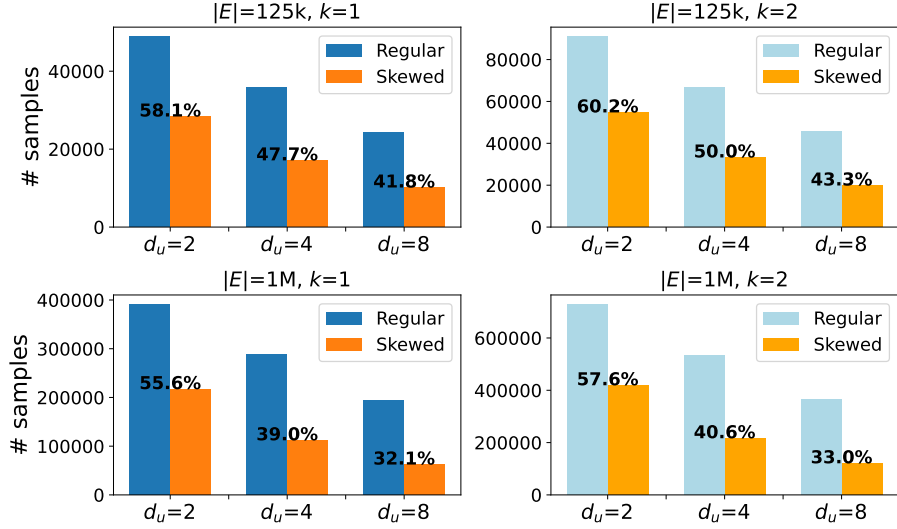 |E|=125k, k=1
# samples
40000
20000
0
Regular
Skewed
58.1%
47.7%
41.8%
d_u=2
d_u=4
d_u=8
|E|=125k, k=2
80000
60000
40000
20000
0
Regular
Skewed
60.2%
50.0%
43.3%
d_u=2
d_u=4
d_u=8
|E|=1M, k=1
# samples
400000
300000
200000
100000
0
Regular
Skewed
55.6%
39.0%
32.1%
d_u=2
d_u=4
d_u=8
|E|=1M, k=2
600000
400000
200000
0
Regular
Skewed
57.6%
40.6%
33.0%
d_u=2
d_u=4
d_u=8